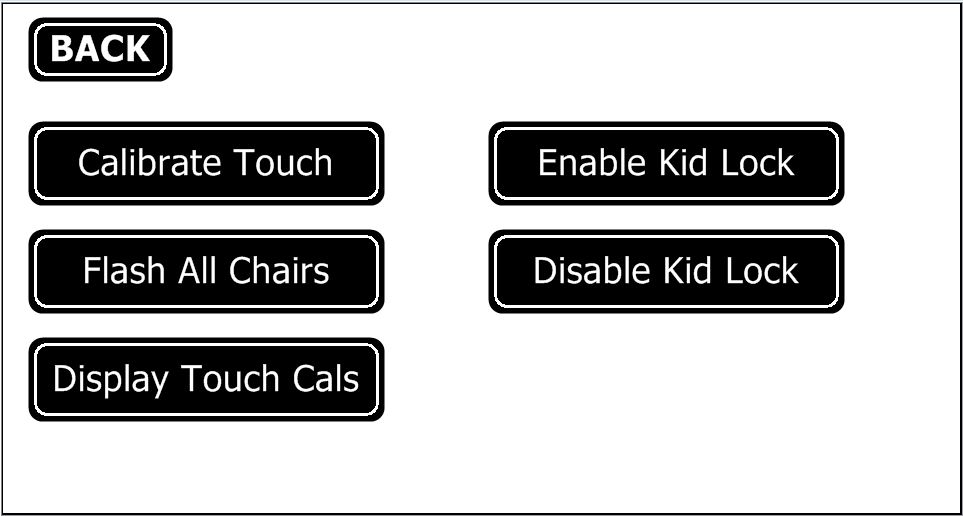 BACK
Calibrate Touch
Enable Kid Lock
Flash All Chairs
Disable Kid Lock
Display Touch Cals